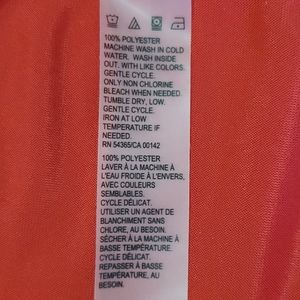 100% POLYESTER
MACHINE WASH IN COLD
WATER. WASH INSIDE
OUT. WITH LIKE COLORS.
GENTLE CYCLE.
ONLY NON CHLORINE
BLEACH WHEN NEEDED.
TUMBLE DRY, LOW.
GENTLE CYCLE.
IRON AT LOW
TEMPERATURE IF
NEEDED.
RN 54365/CA 00142
100% POLYESTER
LAVER À LA MACHINE À
L'EAU FROIDE À L'ENVERS,
AVEC COULEURS
SEMBLABLES.
CYCLE DÉLICAT.
UTILISER UN AGENT DE
BLANCHIMENT SANS
CHLORE, AU BESOIN.
SÉCHER À LA MACHINE À
BASSE TEMPÉRATURE.
CYCLE DÉLICAT.
REPASSER À BASSE
TEMPÉRATURE, AU
BESOIN.